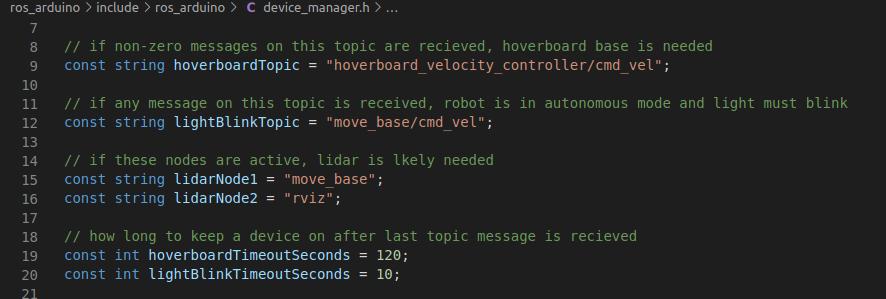 ros_arduino > include > ros_arduino > C device_manager.h > ...
7
8 // if non-zero messages on this topic are recieved, hoverboard base is needed
9 const string hoverboardTopic = "hoverboard_velocity_controller/cmd_vel";
10
11 // if any message on this topic is received, robot is in autonomous mode and light must blink
12 const string lightBlinkTopic = "move_base/cmd_vel";
13
14 // if these nodes are active, lidar is lkely needed
15 const string lidarNode1 = "move_base";
16 const string lidarNode2 = "rviz";
17
18 // how long to keep a device on after last topic message is recieved
19 const int hoverboardTimeoutSeconds = 120;
20 const int lightBlinkTimeoutSeconds = 10;
21